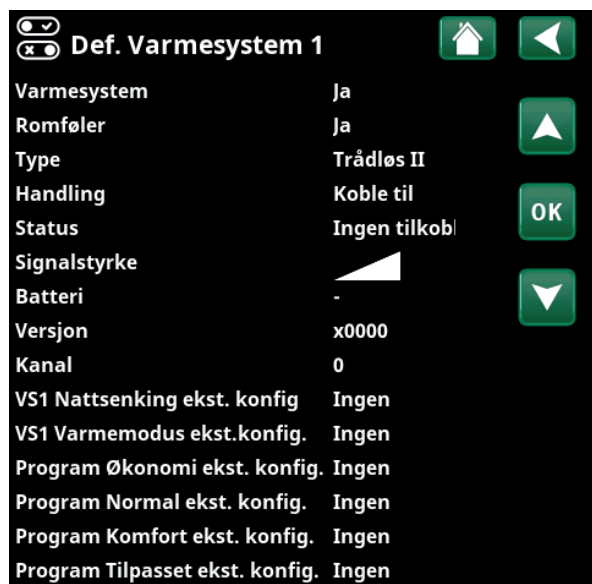 Def. Varmesystem 1
Varmesystem Ja
Romføler Ja
Type Trådløs II
Handling Koble til
OK
Status Ingen tilkobl
Signalstyrke
Batteri -
Versjon x0000
Kanal 0
VS1 Nattsenking ekst. konfig Ingen
VS1 Varmemodus ekst.konfig. Ingen
Program Økonomi ekst. konfig. Ingen
Program Normal ekst. konfig. Ingen
Program Komfort ekst. konfig. Ingen
Program Tilpasset ekst. konfig. Ingen